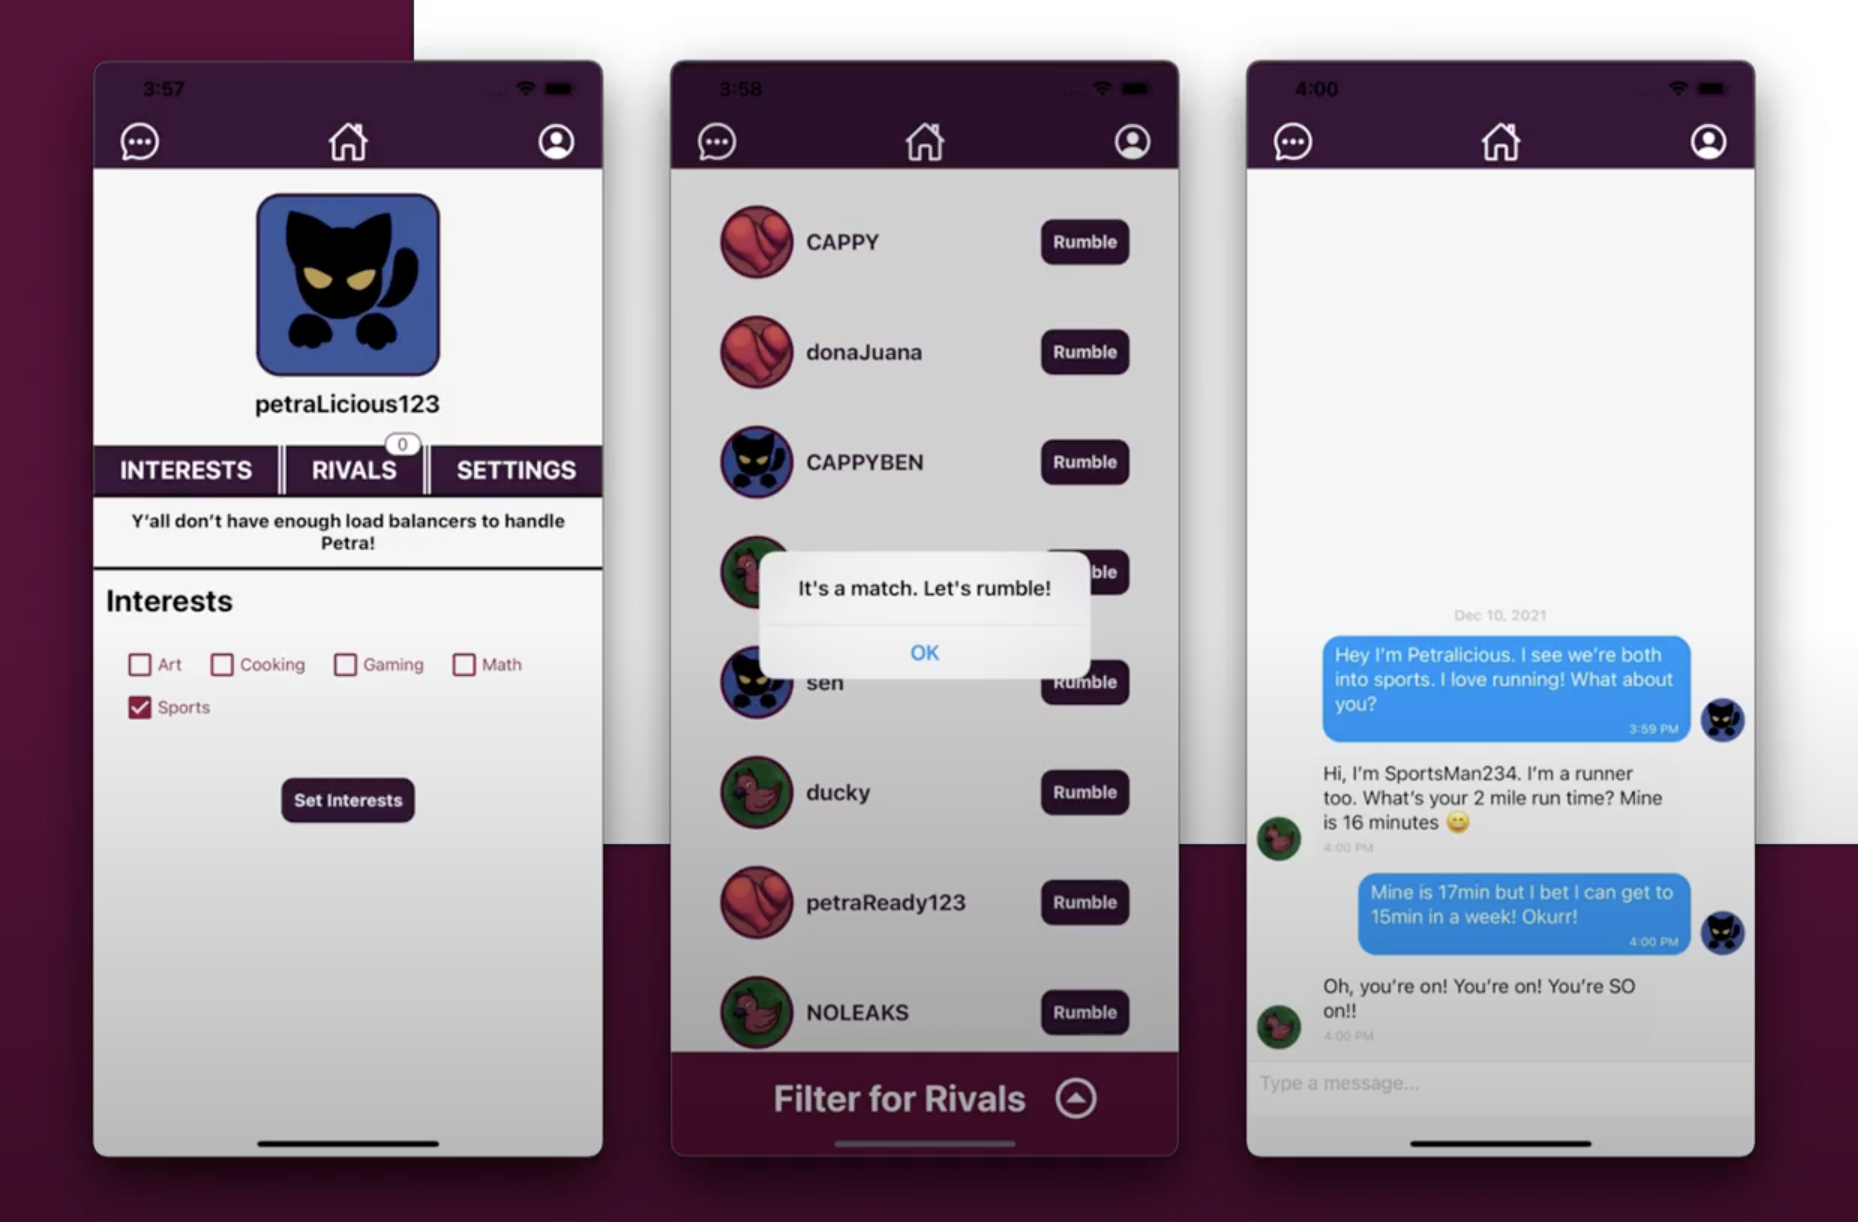 3:57
petraLicious123
0
INTERESTS
RIVALS
SETTINGS
Y'all don't have enough load balancers to handle
Petra!
Interests
Art
Cooking
Gaming
Math
Sports
Set Interests
3:58
CAPPY
Rumble
donaJuana
Rumble
CAPPYBEN
Rumble
ble
It's a match. Let's rumble!
OK
sen
Rumble
ducky
Rumble
petraReady123
Rumble
NOLEAKS
Rumble
Filter for Rivals
4:00
Dec 10, 2021
Hey I'm Petralicious. I see we're both
into sports. I love running! What about
you?
3:59 PM
Hi, I'm SportsMan234. I'm a runner
too. What's your 2 mile run time? Mine
is 16 minutes 😀
4:00 PM
Mine is 17min but I bet I can get to
15min in a week! Okurr!
4:00 PM
Oh, you're on! You're on! You're SO
on!!
4:00 PM
Type a message...